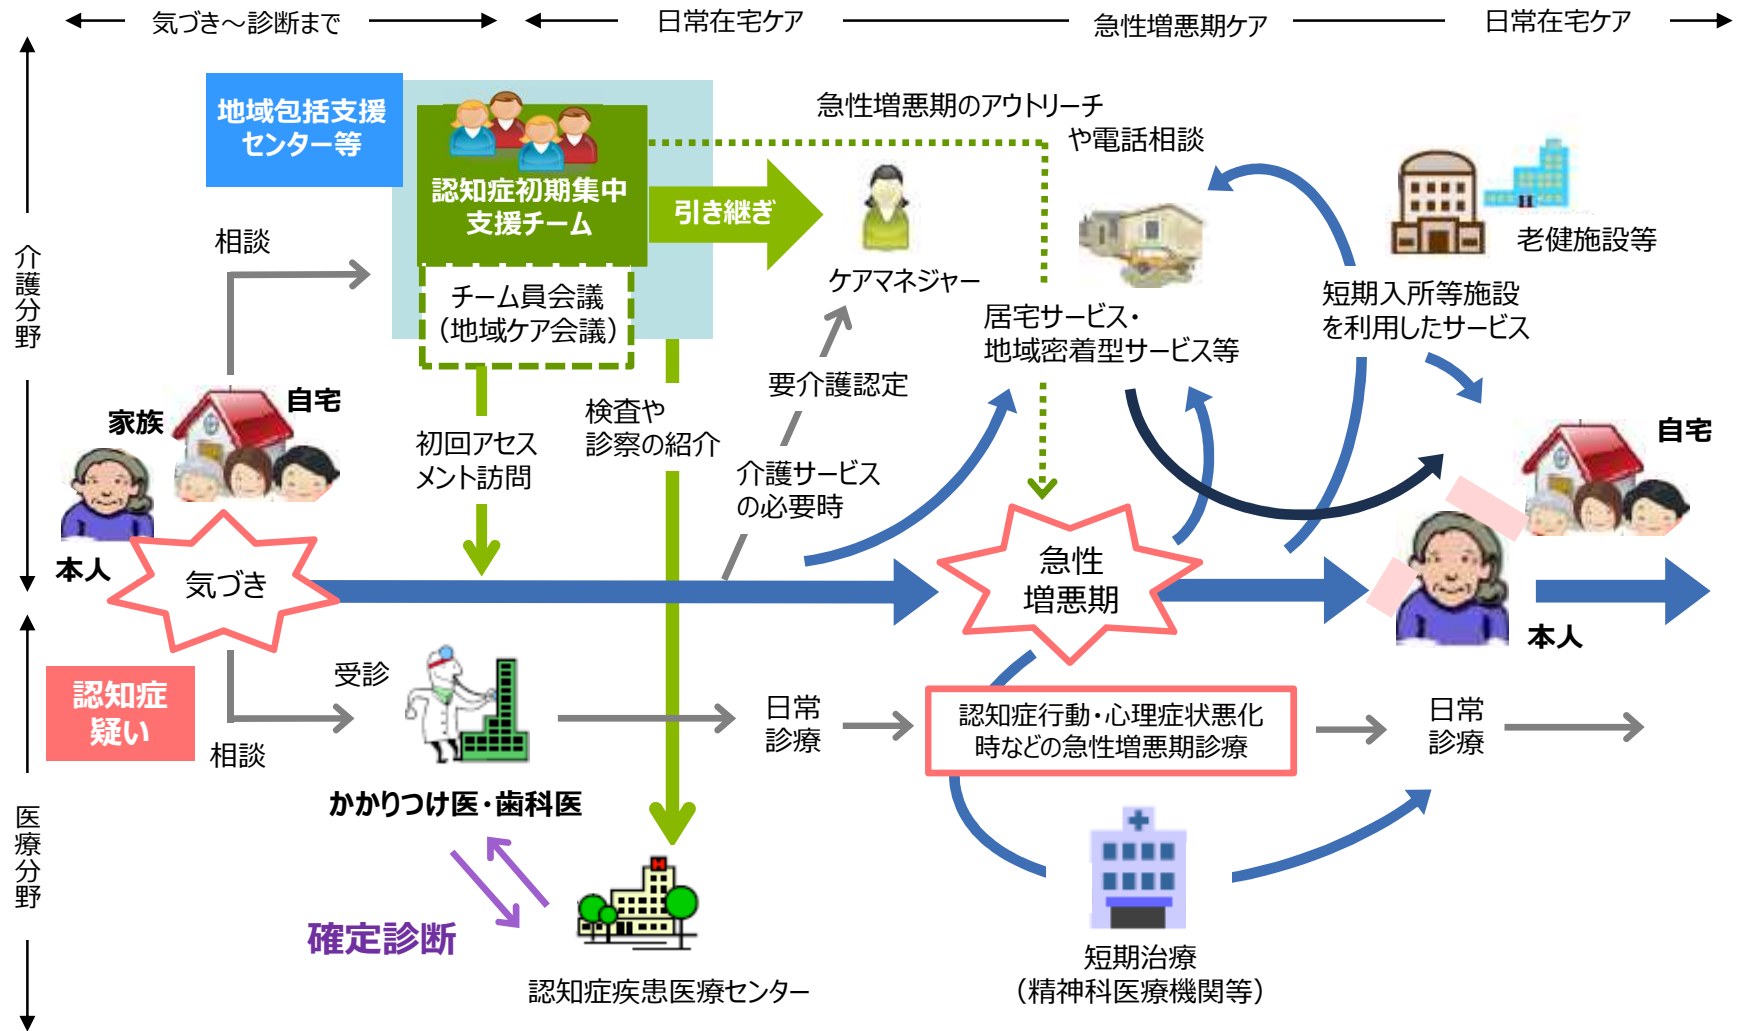 気づき～診断まで
日常在宅ケア
急性増悪期ケア
日常在宅ケア
介護分野
地域包括支援
センター等
認知症初期集中
支援チーム
チーム員会議
（地域ケア会議）
引き継ぎ
ケアマネジャー
急性増悪期のアウトリーチ
や電話相談
居宅サービス・
地域密着型サービス等
老健施設等
短期入所等施設
を利用したサービス
相談
家族
自宅
本人
気づき
初回アセス
メント訪問
検査や
診察の紹介
要介護認定
介護サービス
の必要時
急性
増悪期
自宅
本人
医療分野
認知症
疑い
相談
受診
かかりつけ医・歯科医
日常
診療
認知症行動・心理症状悪化
時などの急性増悪期診療
日常
診療
確定診断
認知症疾患医療センター
短期治療
（精神科医療機関等）